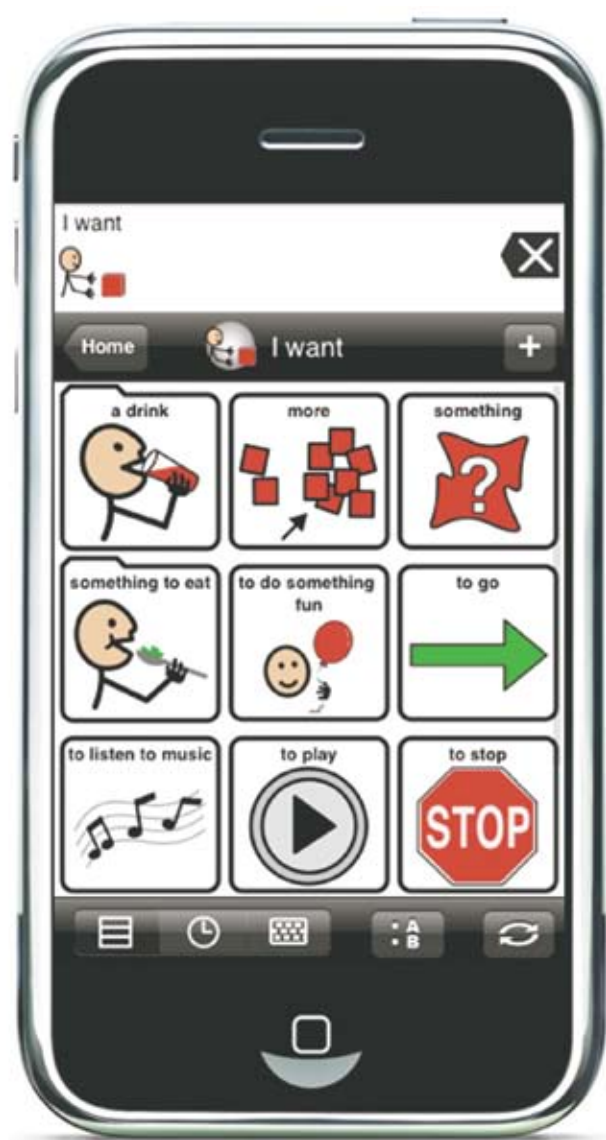 I want
Home
I want
+
a drink
more
something
?
something to eat
to do something
fun
to go
to listen to music
to play
to stop
STOP
A
B